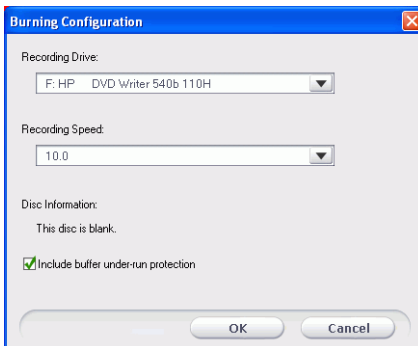 Burning Configuration
Recording Drive:
F: HP DVD Writer 540b 110H
Recording Speed:
10.0
Disc Information:
This disc is blank.
Include buffer under-run protection
OK Cancel